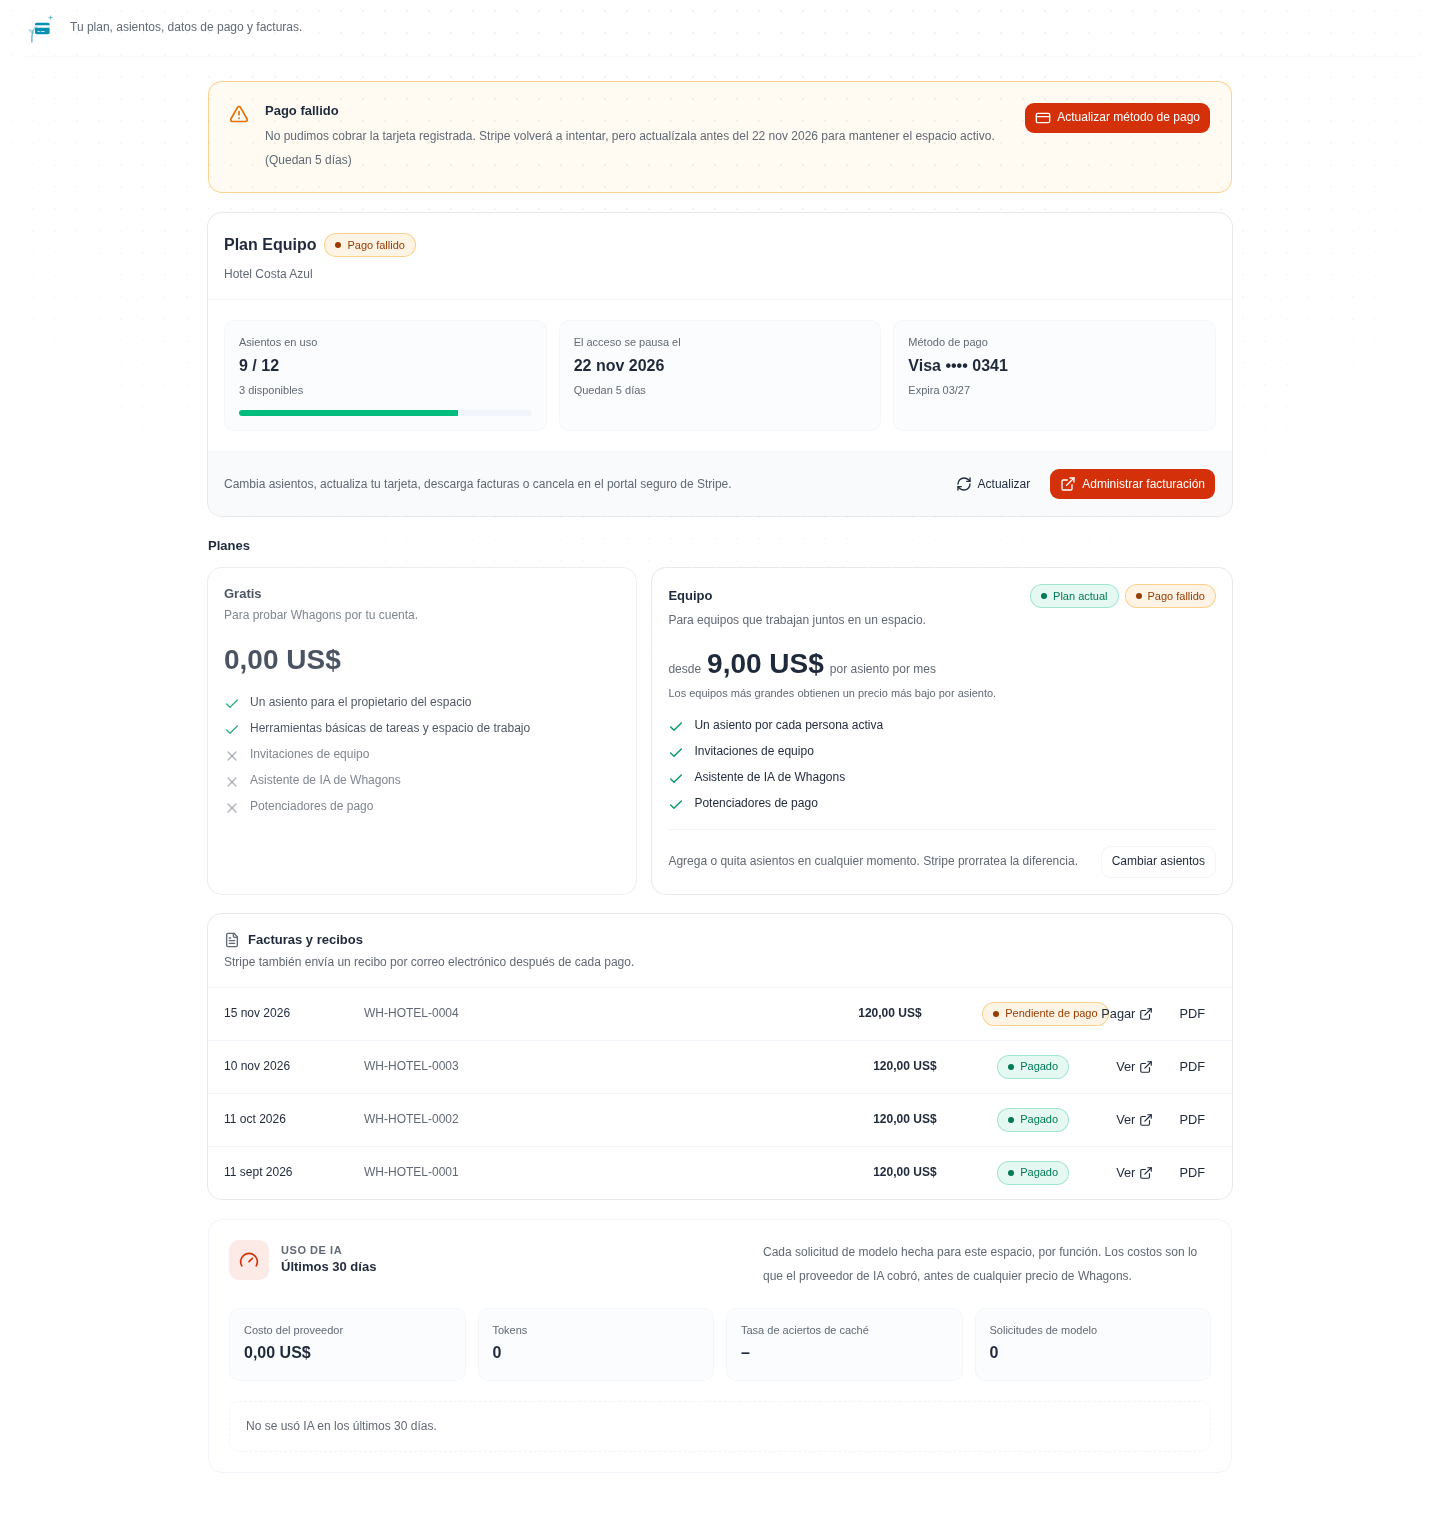 Tu plan, asientos, datos de pago y facturas.
Pago fallido
No pudimos cobrar la tarjeta registrada. Stripe volverá a intentar, pero actualízala antes del 22 nov 2026 para mantener el espacio activo.
(Quedan 5 días)
Actualizar método de pago
Plan Equipo
Pago fallido
Hotel Costa Azul
Asientos en uso
9 / 12
3 disponibles
El acceso se pausa el
22 nov 2026
Quedan 5 días
Método de pago
Visa •••• 0341
Expira 03/27
Cambia asientos, actualiza tu tarjeta, descarga facturas o cancela en el portal seguro de Stripe.
Actualizar
Administrar facturación
Planes
Gratis
Para probar Whagons por tu cuenta.
0,00 US$
Un asiento para el propietario del espacio
Herramientas básicas de tareas y espacio de trabajo
Invitaciones de equipo
Asistente de IA de Whagons
Potenciadores de pago
Equipo
Plan actual
Pago fallido
Para equipos que trabajan juntos en un espacio.
desde 9,00 US$ por asiento por mes
Los equipos más grandes obtienen un precio más bajo por asiento.
Un asiento por cada persona activa
Invitaciones de equipo
Asistente de IA de Whagons
Potenciadores de pago
Agrega o quita asientos en cualquier momento. Stripe prorratea la diferencia.
Cambiar asientos
Facturas y recibos
Stripe también envía un recibo por correo electrónico después de cada pago.
15 nov 2026 WH-HOTEL-0004 120,00 US$ Pendiente de pago Pagar PDF
10 nov 2026 WH-HOTEL-0003 120,00 US$ Pagado Ver PDF
11 oct 2026 WH-HOTEL-0002 120,00 US$ Pagado Ver PDF
11 sept 2026 WH-HOTEL-0001 120,00 US$ Pagado Ver PDF
USO DE IA
Últimos 30 días
Cada solicitud de modelo hecha para este espacio, por función. Los costos son lo
que el proveedor de IA cobró, antes de cualquier precio de Whagons.
Costo del proveedor
0,00 US$
Tokens
0
Tasa de aciertos de caché
–
Solicitudes de modelo
0
No se usó IA en los últimos 30 días.